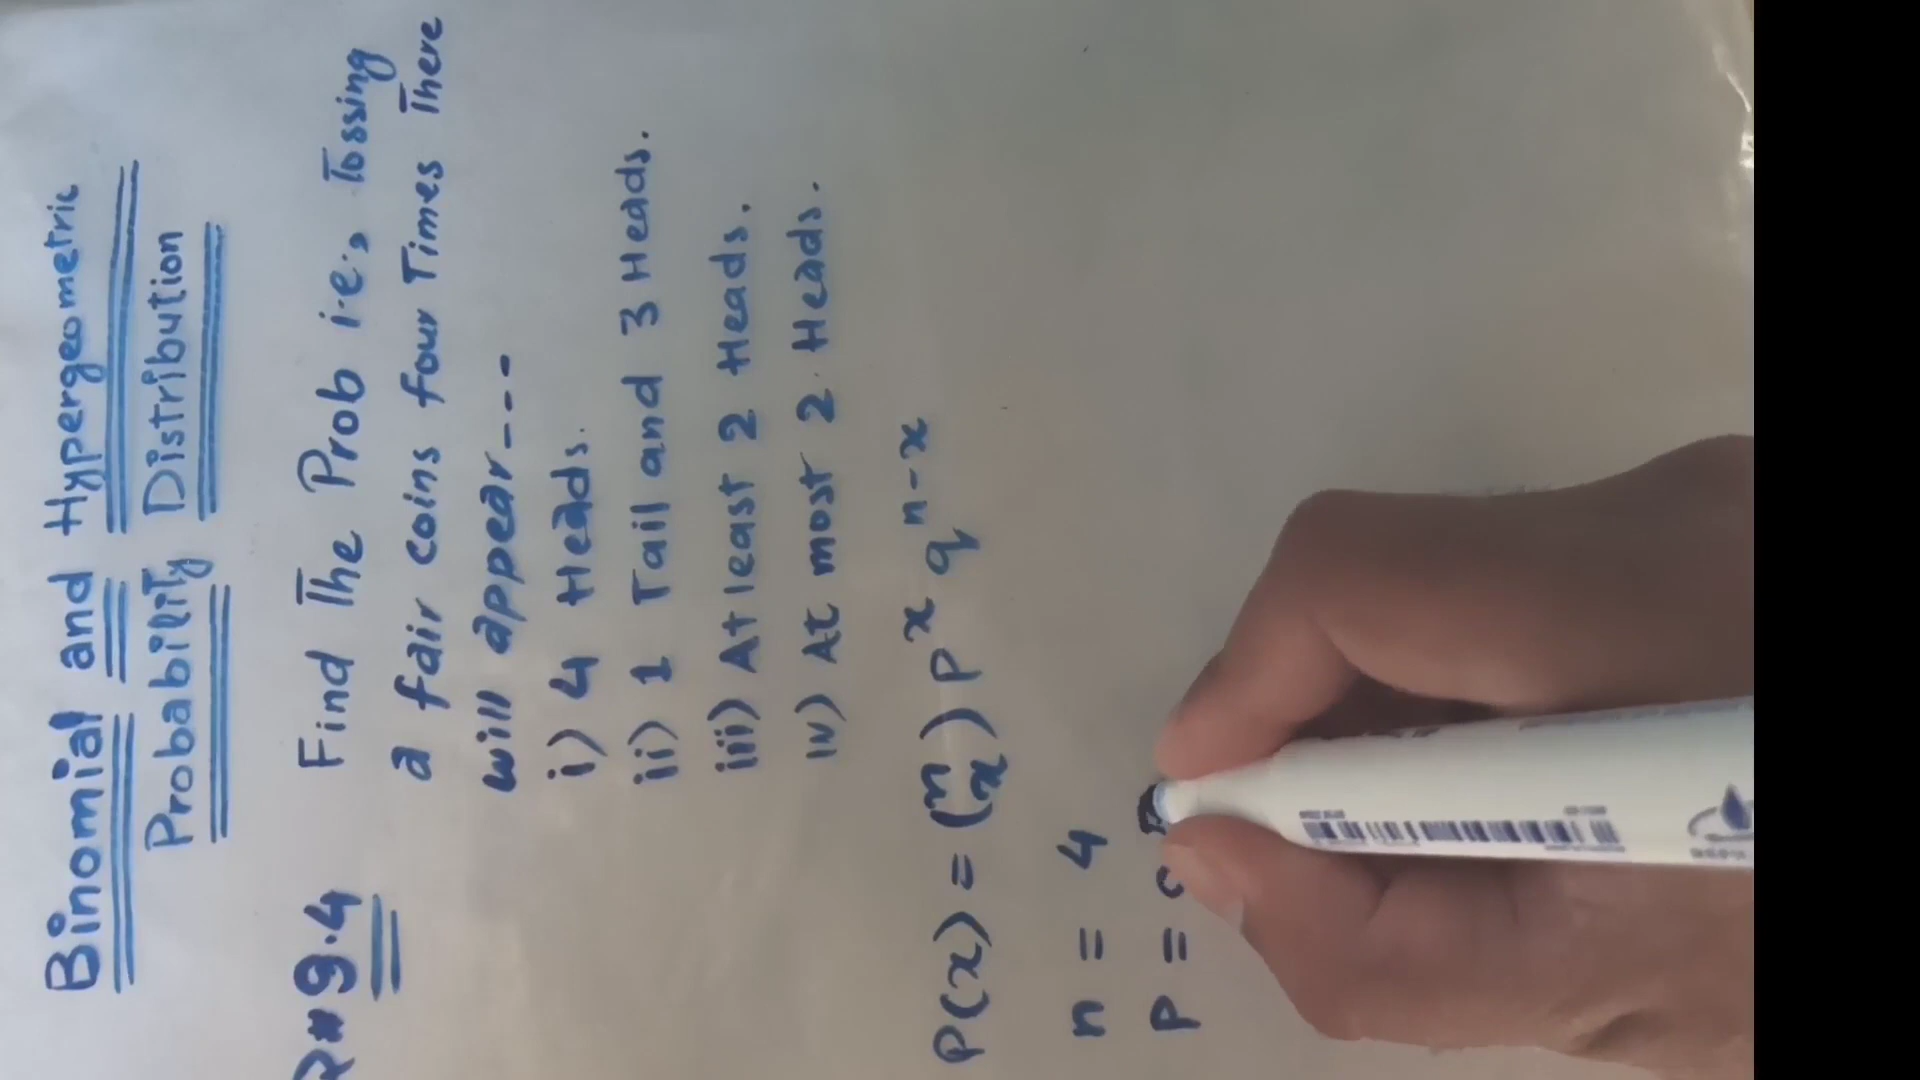 Binomial and Hypergeometric
Probability Distribution
9.4 Find The Prob i.e., Tossing
a fair coins four Times There
will appear---
i) 4 Heads.
ii) 1 Tail and 3 Heads.
iii) At least 2 Heads.
iv) At most 2 Heads.
P(x) = (n x) p^x q^n-x
n = 4
P =